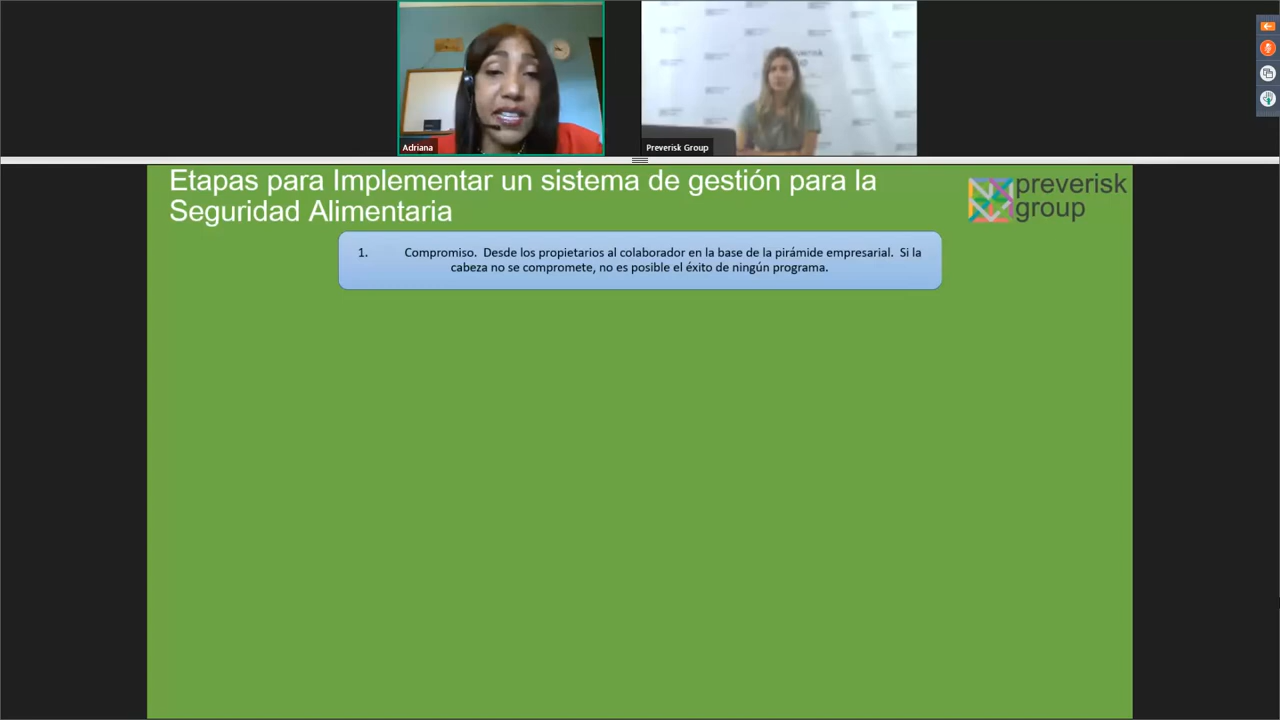 Adriana
Preverisk Group
Etapas para Implementar un sistema de gestión para la
Seguridad Alimentaria
preverisk
group
1. Compromiso. Desde los propietarios al colaborador en la base de la pirámide empresarial. Si la
cabeza no se compromete, no es posible el éxito de ningún programa.